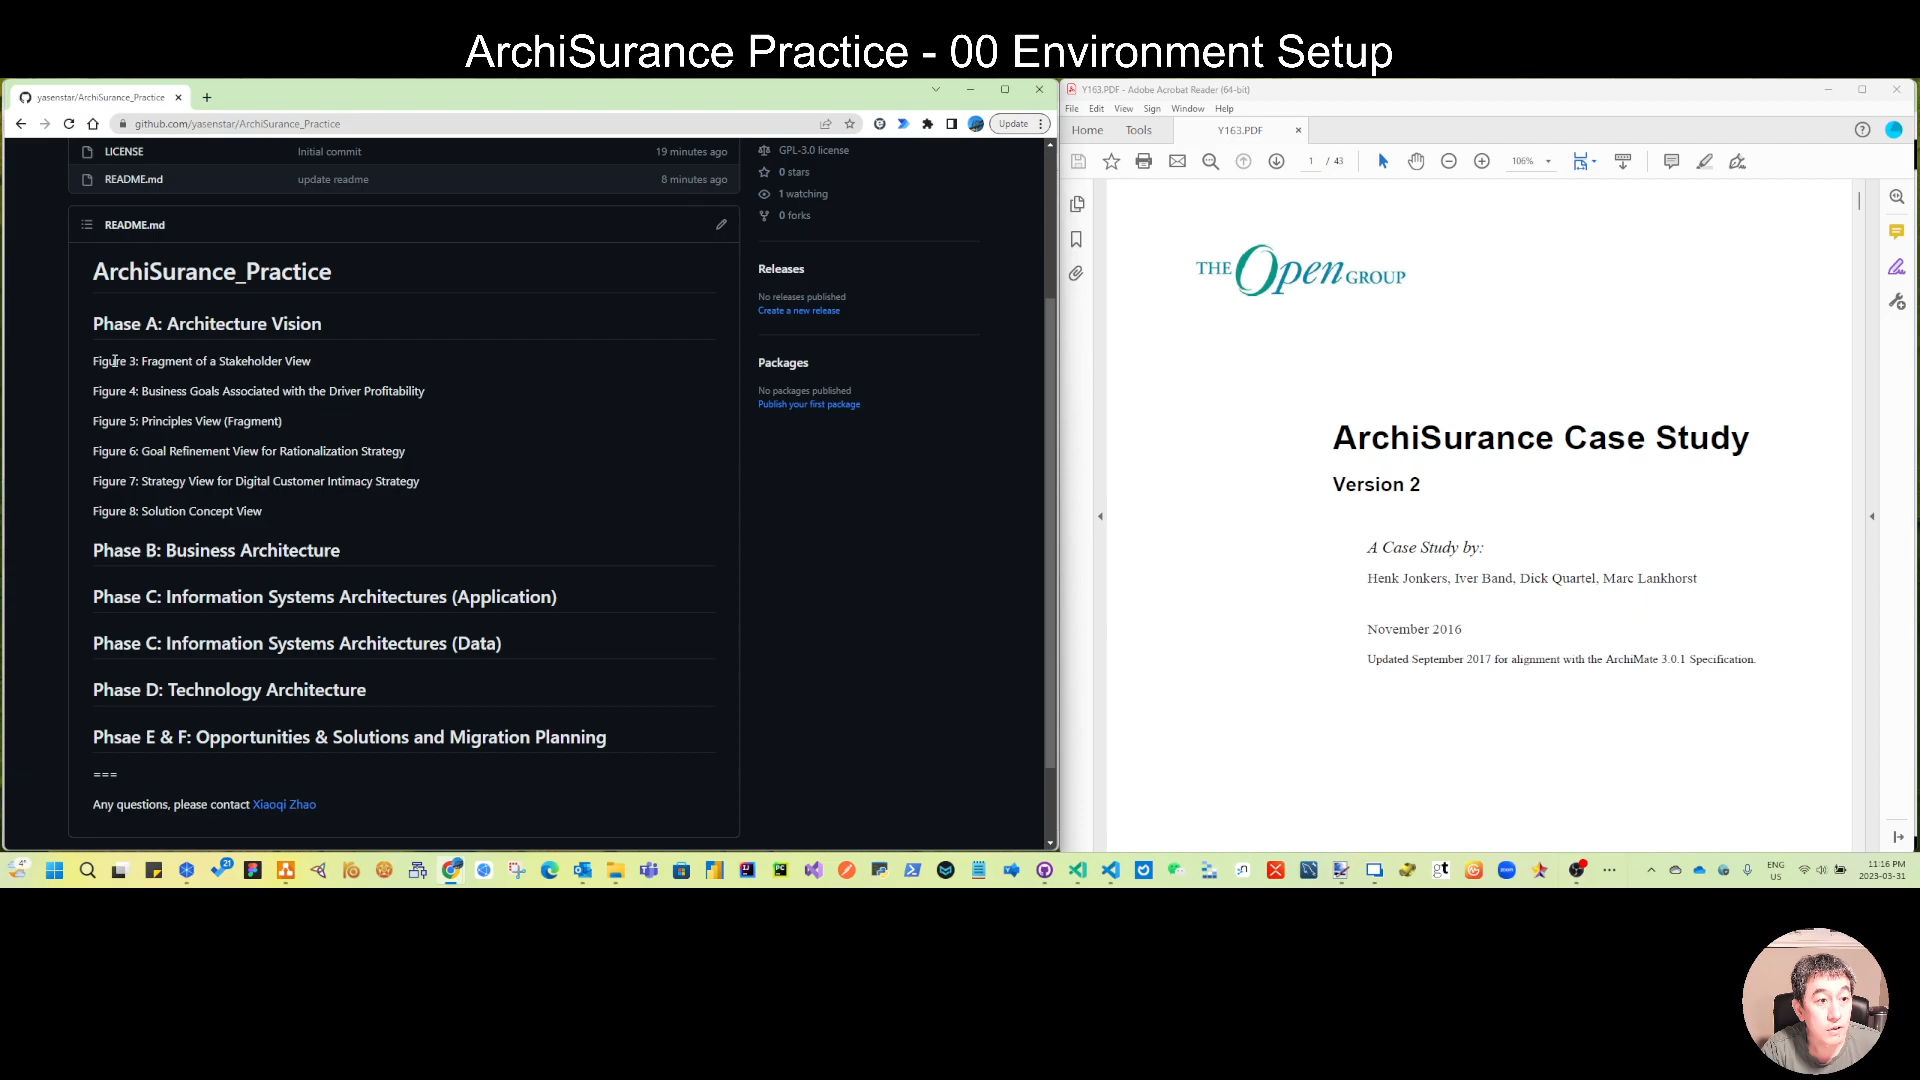 ArchiSurance Practice - 00 Environment Setup
yasenstar/ArchiSurance_Practice
github.com/yasenstar/ArchiSurance_Practice
Update
LICENSE
Initial commit
19 minutes ago
README.md
update readme
8 minutes ago
README.md
ArchiSurance_Practice
Phase A: Architecture Vision
Figure 3: Fragment of a Stakeholder View
Figure 4: Business Goals Associated with the Driver Profitability
Figure 5: Principles View (Fragment)
Figure 6: Goal Refinement View for Rationalization Strategy
Figure 7: Strategy View for Digital Customer Intimacy Strategy
Figure 8: Solution Concept View
Phase B: Business Architecture
Phase C: Information Systems Architectures (Application)
Phase C: Information Systems Architectures (Data)
Phase D: Technology Architecture
Phsae E & F: Opportunities & Solutions and Migration Planning
===
Any questions, please contact Xiaoqi Zhao
GPL-3.0 license
0 stars
1 watching
0 forks
Releases
No releases published
Create a new release
Packages
No packages published
Publish your first package
Y163.PDF - Adobe Acrobat Reader (64-bit)
File Edit View Sign Window Help
Home Tools Y163.PDF
1 / 43
106%
THE Open GROUP
ArchiSurance Case Study
Version 2
A Case Study by:
Henk Jonkers, Iver Band, Dick Quartel, Marc Lankhorst
November 2016
Updated September 2017 for alignment with the ArchiMate 3.0.1 Specification.
4°
21
gt
zoom
ENG
US
11:16 PM
2023-03-31